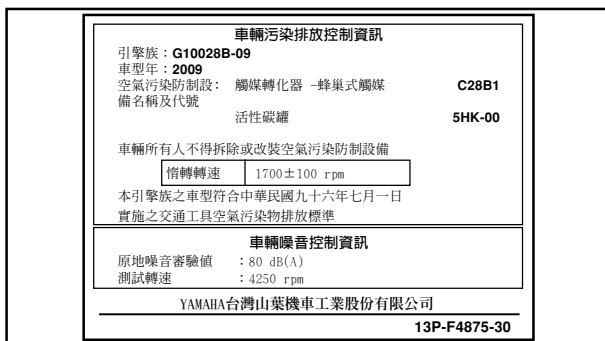 車輛污染排放控制資訊
引擎族：G10028B-09
車型年：2009
空氣污染防制設： 觸媒轉化器 -蜂巢式觸媒 C28B1
備名稱及代號
活性碳罐 5HK-00
車輛所有人不得拆除或改裝空氣污染防制設備
惰轉轉速 1700±100 rpm
本引擎族之車型符合中華民國九十六年七月一日
實施之交通工具空氣污染物排放標準
車輛噪音控制資訊
原地噪音審驗值 ：80 dB(A)
測試轉速 ：4250 rpm
YAMAHA台灣山葉機車工業股份有限公司
13P-F4875-30